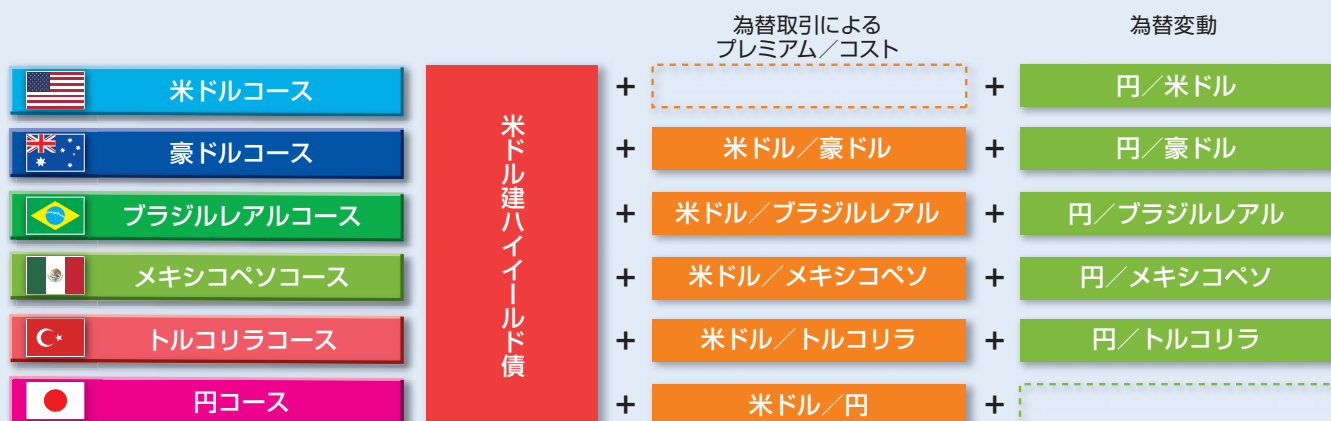 為替取引による
プレミアム／コスト
為替変動
米ドルコース
+
+
円／米ドル
豪ドルコース
+
米ドル／豪ドル
+
円／豪ドル
ブラジルレアルコース
+
米ドル／ブラジルレアル
+
円／ブラジルレアル
メキシコペソコース
+
米ドル／メキシコペソ
+
円／メキシコペソ
トルコリラコース
+
米ドル／トルコリラ
+
円／トルコリラ
円コース
+
米ドル／円
+
米ドル建ハイイールド債